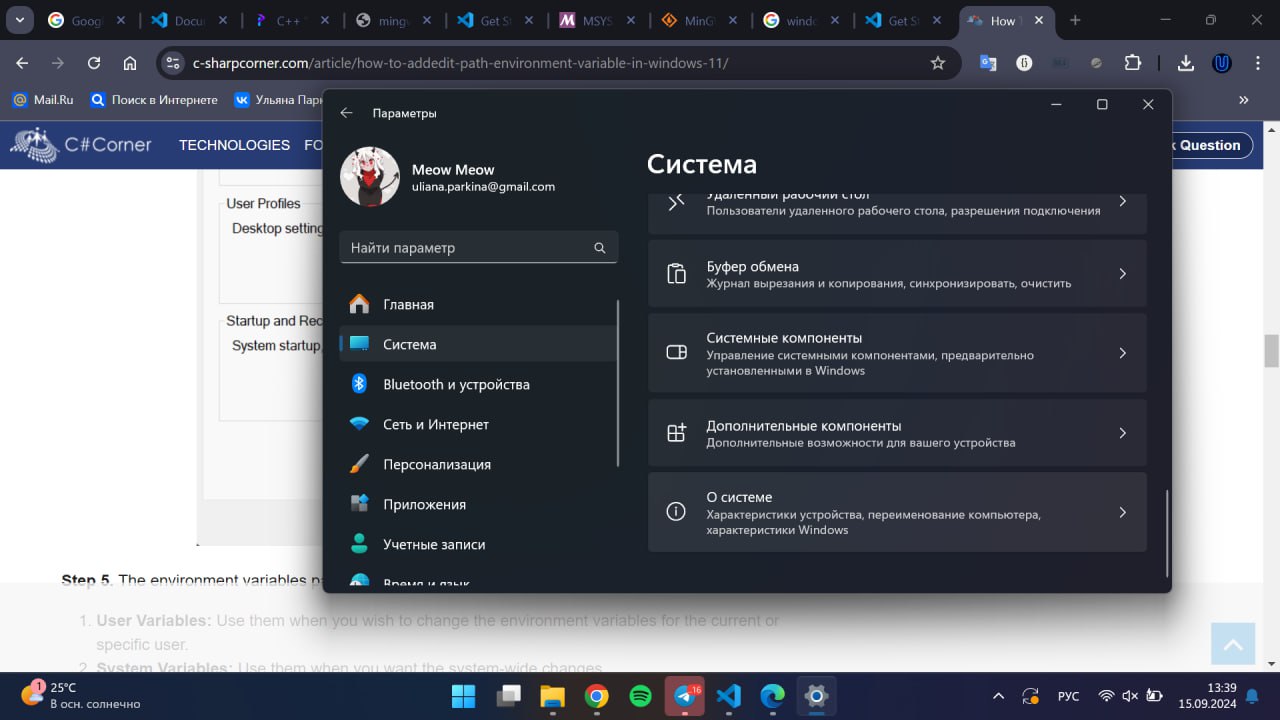 Goog
Docu
C++
ming
Get St
MSYS
MinG
windo
Get St
How T
c-sharpcorner.com/article/how-to-addedit-path-environment-variable-in-windows-11/
Mail.Ru
Поиск в Интернете
Ульяна Парк
C#Corner
TECHNOLOGIES
FO
k Question
User Profiles
Desktop setting
Startup and Rec
System startup,
Step 5. The environment variables pa
1. User Variables: Use them when you wish to change the environment variables for the current or
specific user.
2. System Variables: Use them when you want the system-wide changes.
Параметры
Meow Meow
uliana.parkina@gmail.com
Найти параметр
Главная
Система
Bluetooth и устройства
Сеть и Интернет
Персонализация
Приложения
Учетные записи
Время и язык
Система
Удаленный рабочий стол
Пользователи удаленного рабочего стола, разрешения подключения
Буфер обмена
Журнал вырезания и копирования, синхронизировать, очистить
Системные компоненты
Управление системными компонентами, предварительно
установленными в Windows
Дополнительные компоненты
Дополнительные возможности для вашего устройства
О системе
Характеристики устройства, переименование компьютера,
характеристики Windows
1
25°C
В осн. солнечно
16
РУС
13:39
15.09.2024